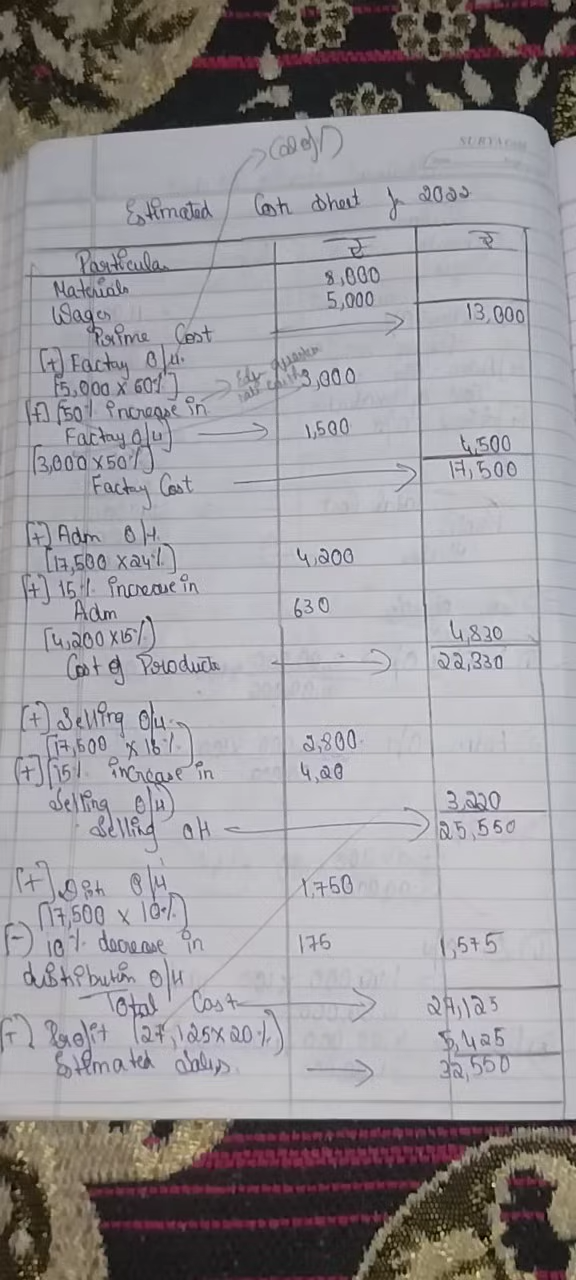 SURYA
Estimated Cost Sheet for 2022
Particulars ₹ ₹
Materials 8,000
Wages 5,000
Prime Cost → 13,000
[+] Factory O/H.
[5,000 x 60%] 3,000
[+] [50% increase in
Factory O/H] → 1,500 4,500
[3,000 x 50%]
Factory Cost → 17,500
[+] Adm O/H.
[17,500 x 24%] 4,200
[+] 15% increase in
Adm 630
[4,200 x 15%] 4,830
Cost of Production → 22,330
[+] Selling O/H.
[17,500 x 16%] 2,800.
[+] [15% increase in 4,20
Selling O/H) 3,220
Selling OH → 25,550
[+] Dist O/H 1,750
[17,500 x 10%]
[-) 10% decrease in 175 1,575
distribution O/H
Total Cost → 27,125
[+) Profit [27,125 x 20%) 5,425
Estimated Sales. → 32,550